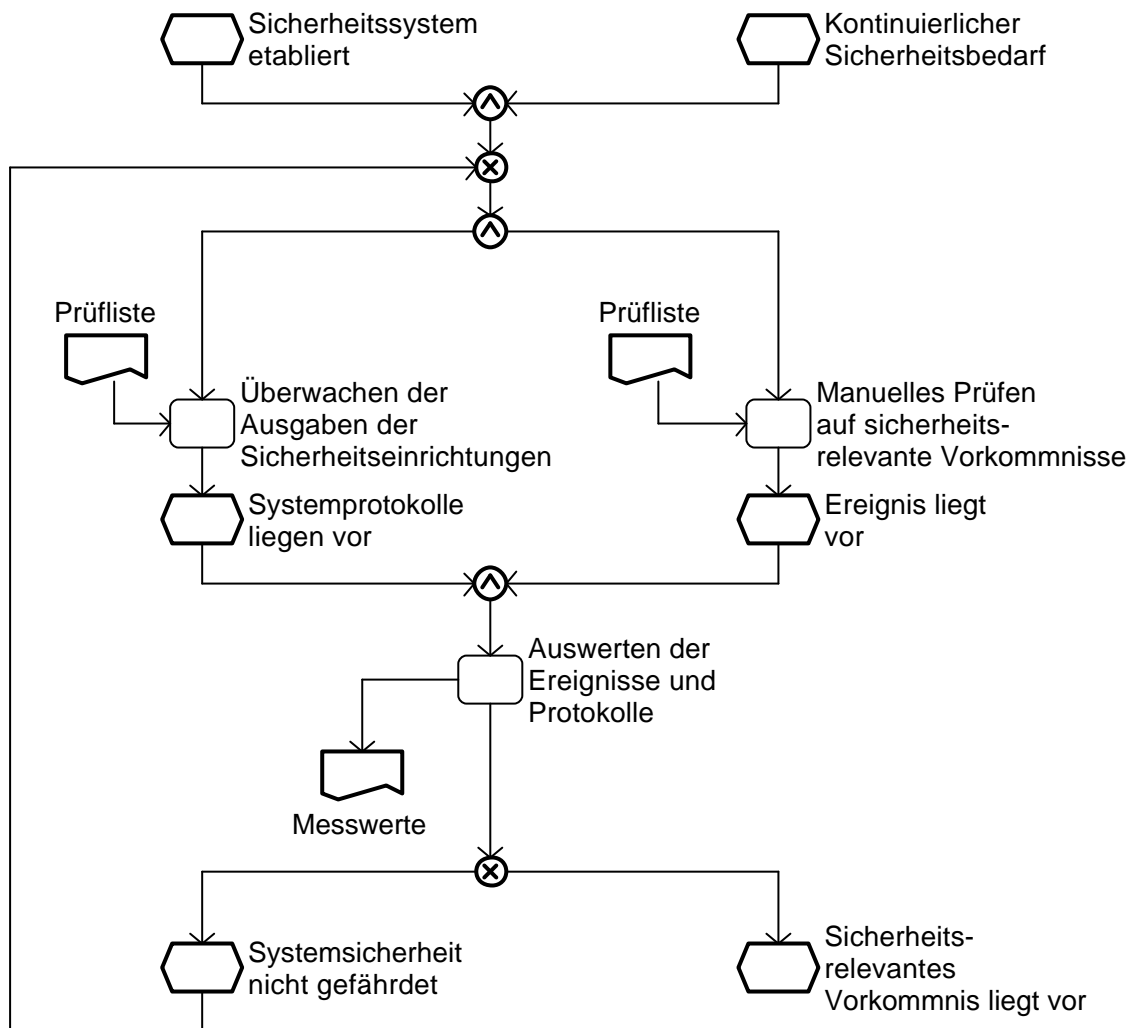 Sicherheitssystem
etabliert
Kontinuierlicher
Sicherheitsbedarf
Prüfliste
Prüfliste
Überwachen der
Ausgaben der
Sicherheitseinrichtungen
Manuelles Prüfen
auf sicherheits-
relevante Vorkommnisse
Systemprotokolle
liegen vor
Ereignis liegt
vor
Auswerten der
Ereignisse und
Protokolle
Messwerte
Systemsicherheit
nicht gefährdet
Sicherheits-
relevantes
Vorkommnis liegt vor